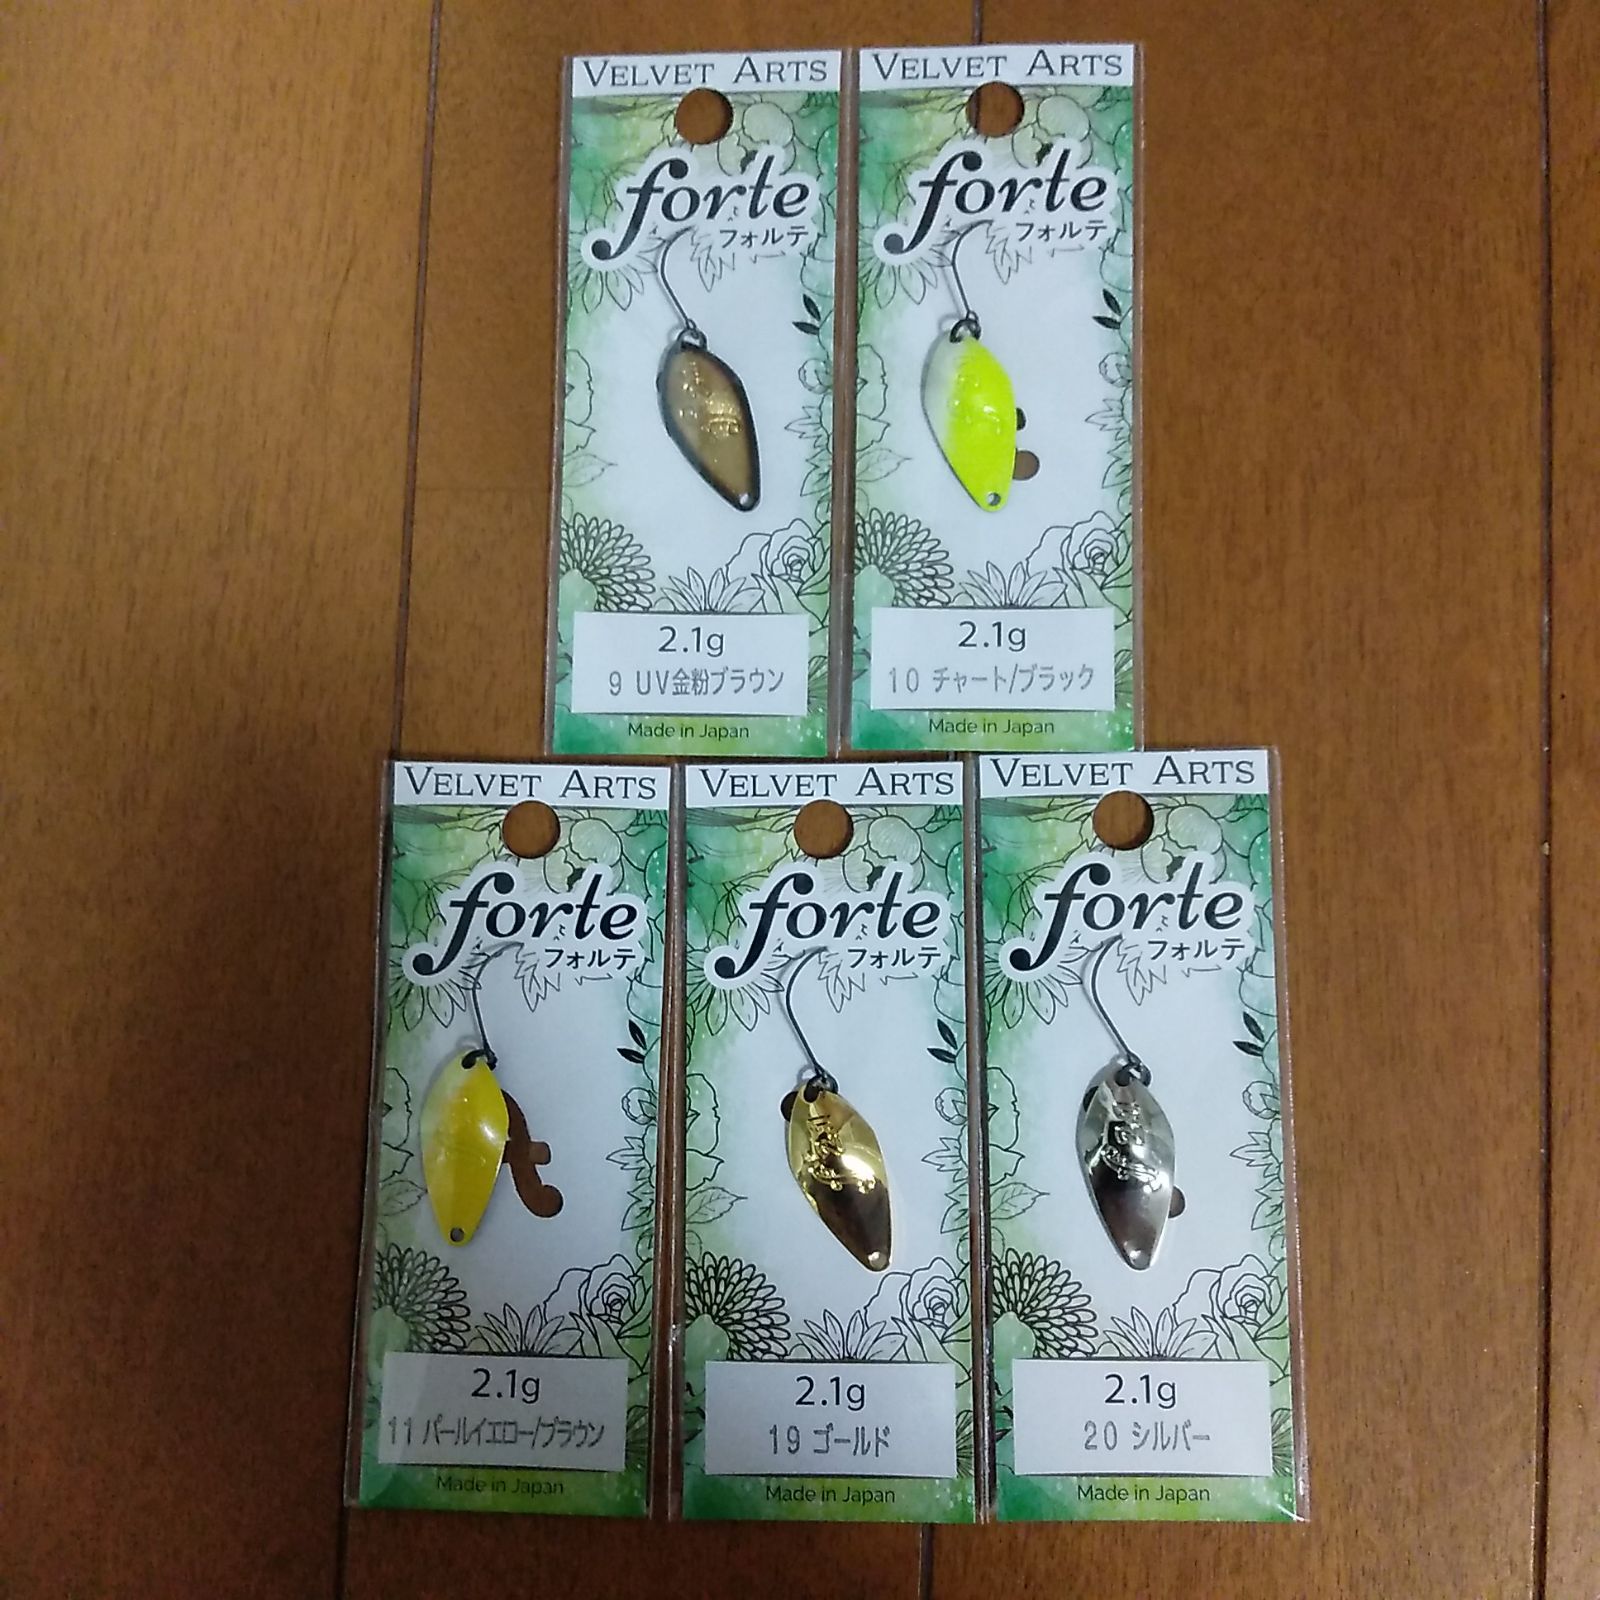 VELVET ARTS
forte
フォルテ
2.1g
9 UV金粉ブラウン
Made in Japan
VELVET ARTS
forte
フォルテ
2.1g
10 チャート/ブラック
Made in Japan
VELVET ARTS
forte
フォルテ
2.1g
11 パールイエロー/ブラウン
Made in Japan
VELVET ARTS
forte
フォルテ
2.1g
19 ゴールド
Made in Japan
VELVET ARTS
forte
フォルテ
2.1g
20 シルバー
Made in Japan